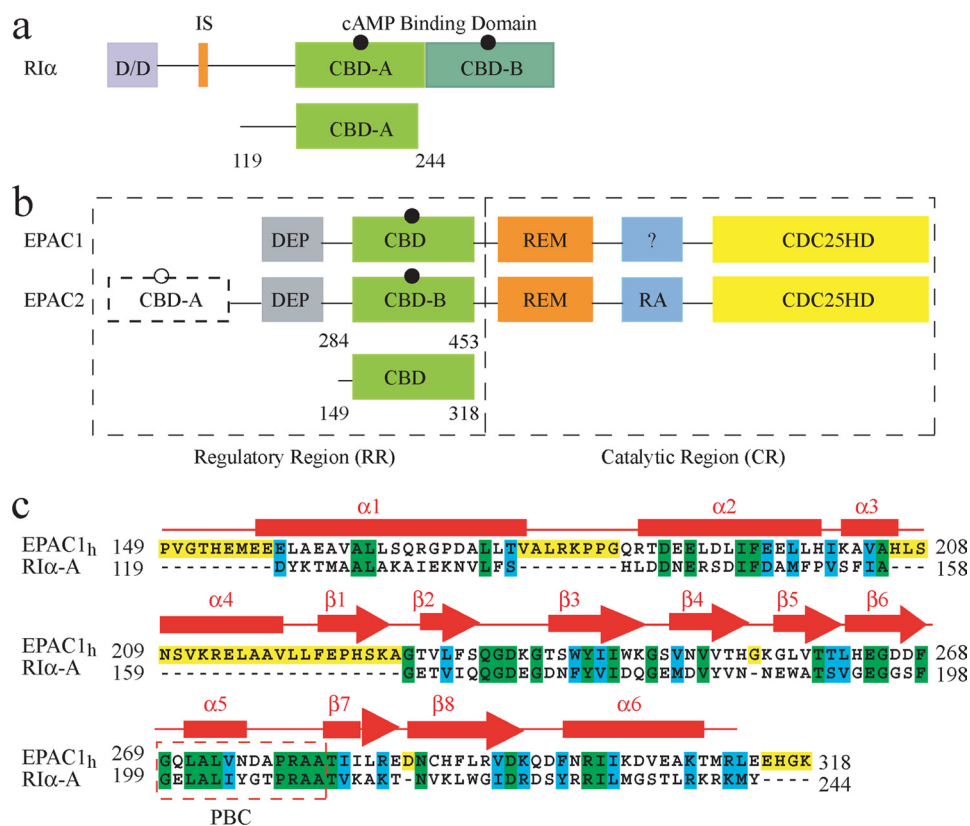 a
IS
cAMP Binding Domain
RIα
D/D
CBD-A
CBD-B
CBD-A
119
244
b
EPAC1
DEP
CBD
REM
?
CDC25HD
EPAC2
CBD-A
DEP
CBD-B
REM
RA
CDC25HD
284
453
CBD
149
318
Regulatory Region (RR)
Catalytic Region (CR)
c
α1 α2 α3
EPAC1h 149 PVGTHEMEEELAEAVALLSQRGPDALLTVALRKPPGQRTDEELDLIFEELLHIKAVAHLS 208
RIα-A 119 ---------DYKTMAALAKAIEKNVLFS--------HLDDNERSDIFDAMFPVSFIA--- 158
α4 β1 β2 β3 β4 β5 β6
EPAC1h 209 NSVKRELAAVLLFEPHSKAGTVLFSQGDKGTSWYIIWKGSVNVVTHGKGLVTTLHEGDDF 268
RIα-A 159 -------------------GETVIQQGDEGDNFYVIDQGEMDVYVN-NEWATSVGEGGSF 198
α5 β7 β8 α6
EPAC1h 269 GQLALVNDAPRAATIILREDNCHFLRVDKQDFNRIIKDVEAKTMRLEEHGK 318
RIα-A 199 GELALIYGTPRAATVKAKT-NVKLWGIDRDSYRRILMGSTLRKRKMY---- 244
PBC